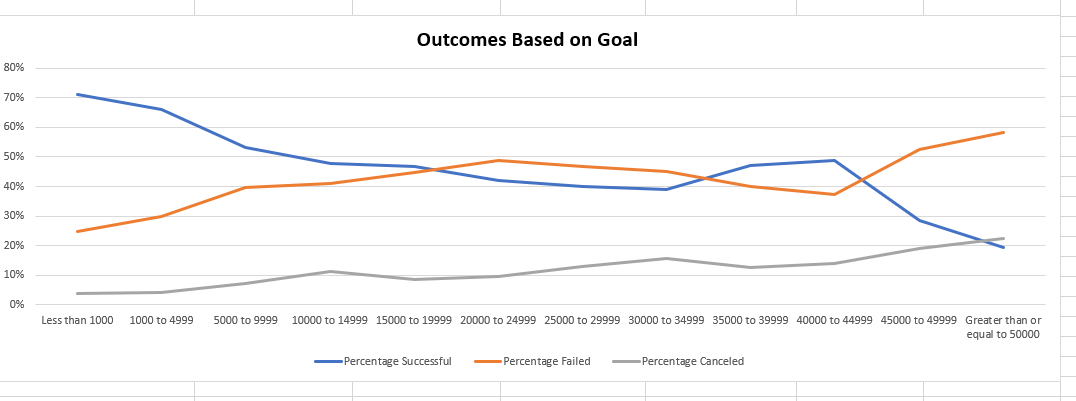 Outcomes Based on Goal
80%
70%
60%
50%
40%
30%
20%
10%
0%
Less than 1000 1000 to 4999 5000 to 9999 10000 to 14999 15000 to 19999 20000 to 24999 25000 to 29999 30000 to 34999 35000 to 39999 40000 to 44999 45000 to 49999 Greater than or
equal to 50000
Percentage Successful Percentage Failed Percentage Canceled